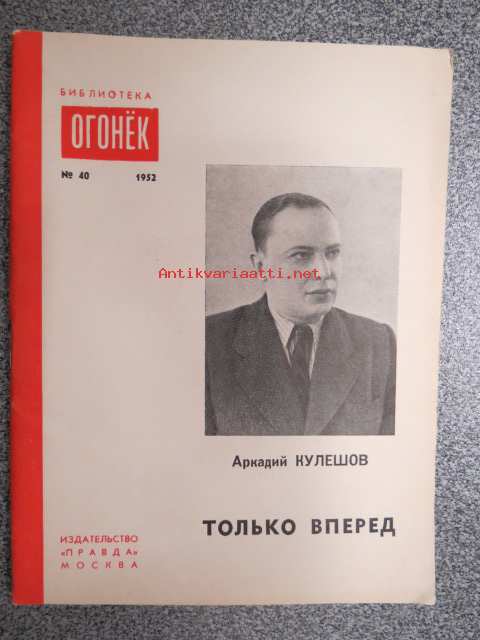 БИБЛИОТЕКА
ОГОНЁК
№ 40 1952
Antikvariaatti.net
Аркадий КУЛЕШОВ
ТОЛЬКО ВПЕРЕД
ИЗДАТЕЛЬСТВО
«ПРАВДА»
МОСКВА